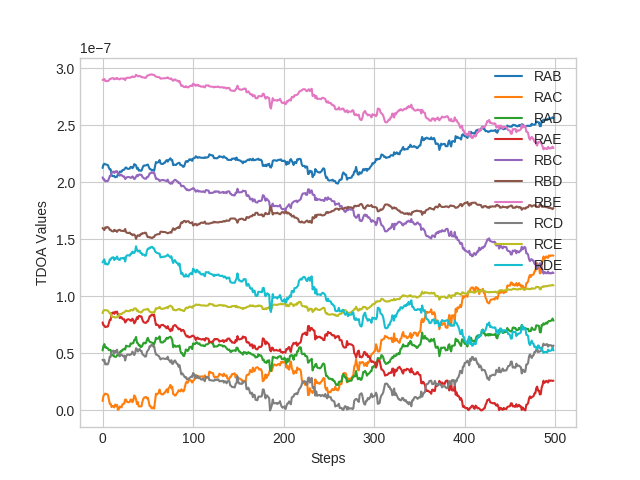 1e−7
3.0
2.5
2.0
1.5
1.0
0.5
0.0
TDOA Values
0
100
200
300
400
500
Steps
RAB
RAC
RAD
RAE
RBC
RBD
RBE
RCD
RCE
RDE